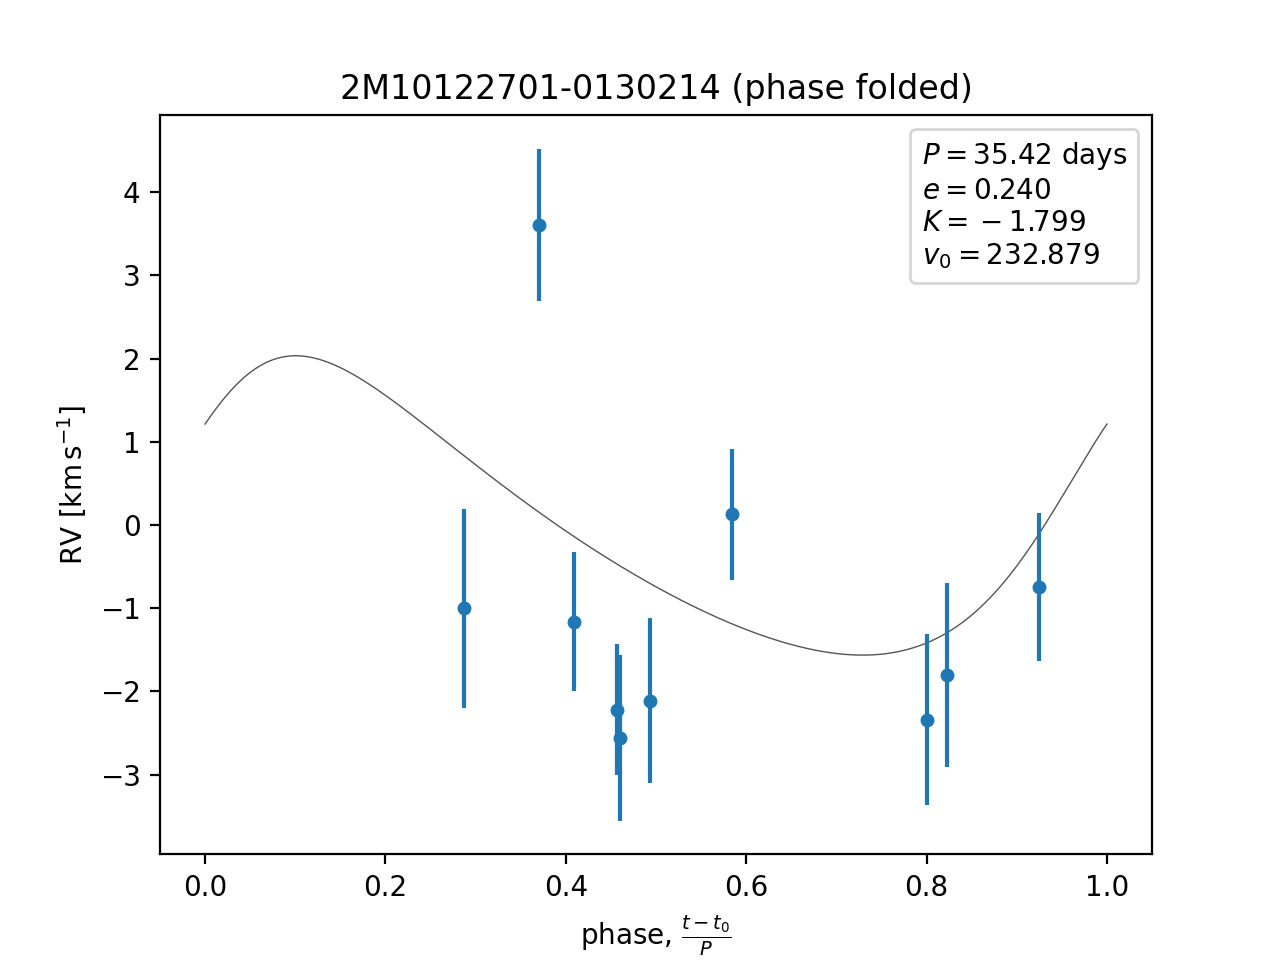 2M10122701-0130214 (phase folded)
P = 35.42 days
e = 0.240
K = −1.799
v₀ = 232.879
RV [km s⁻¹]
4
3
2
1
0
−1
−2
−3
0.0 0.2 0.4 0.6 0.8 1.0
phase, (t − t₀)/P